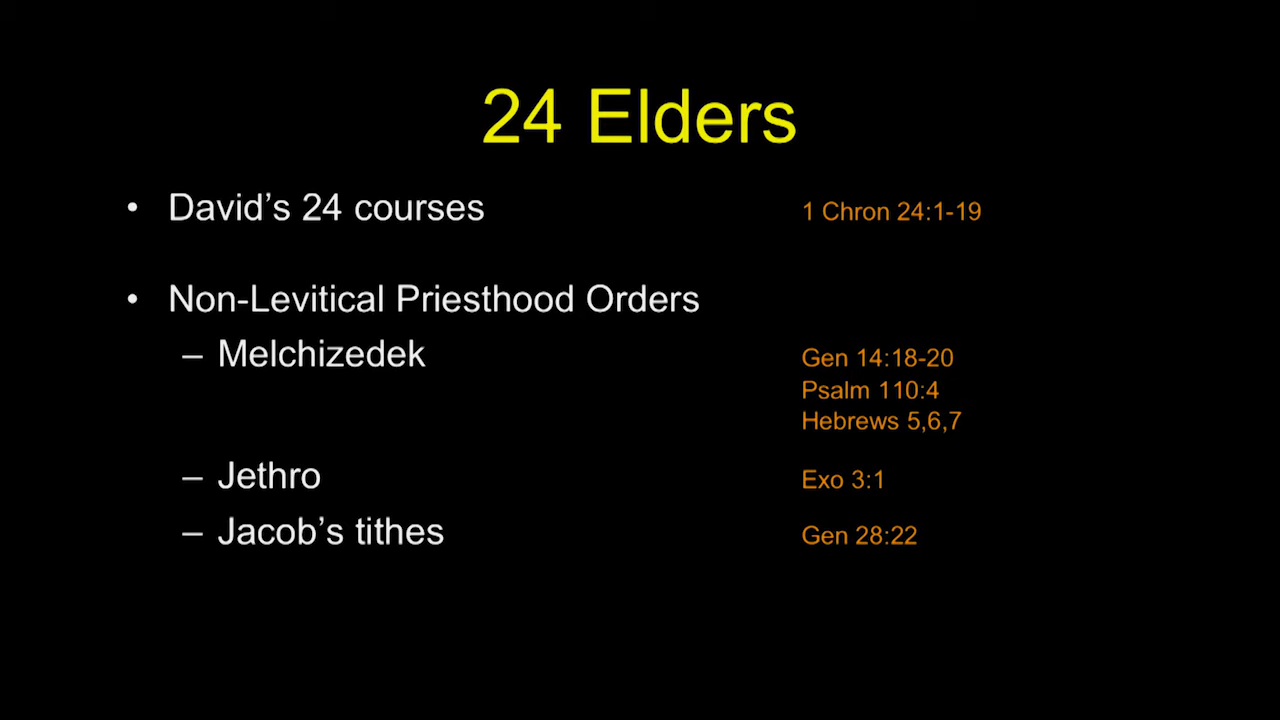 24 Elders
• David’s 24 courses 1 Chron 24:1-19
• Non-Levitical Priesthood Orders
– Melchizedek Gen 14:18-20
Psalm 110:4
Hebrews 5,6,7
– Jethro Exo 3:1
– Jacob’s tithes Gen 28:22